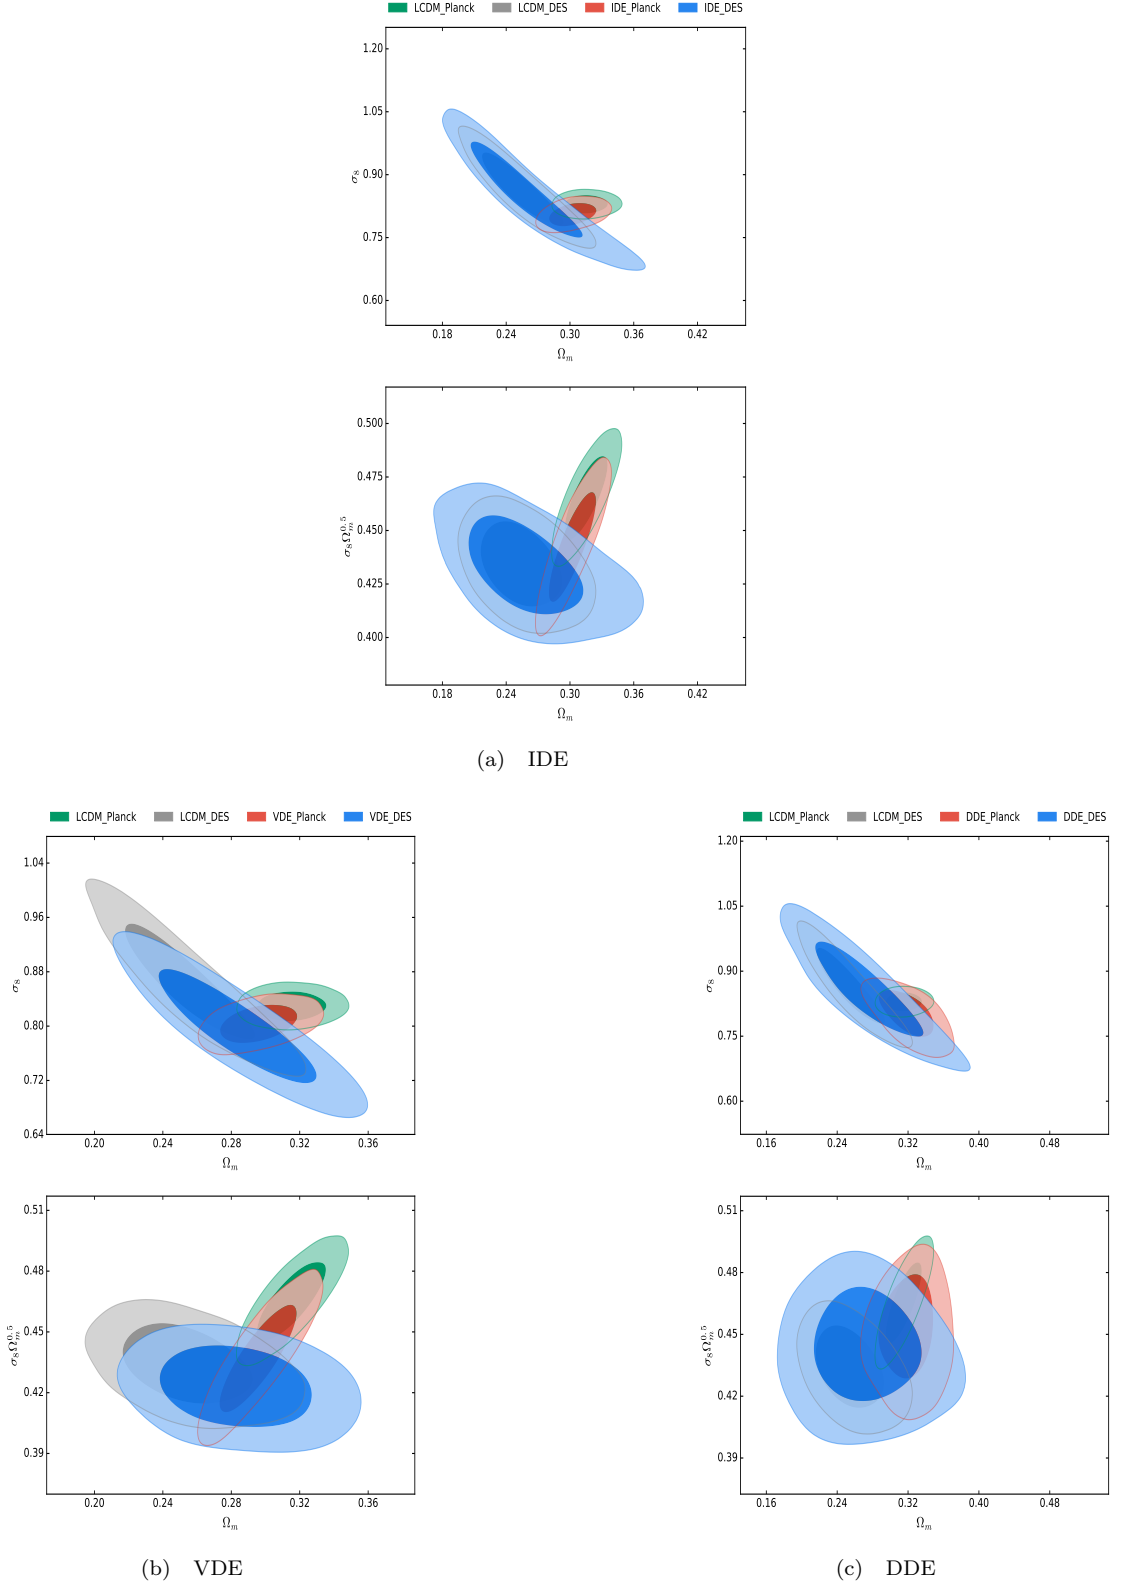 LCDM_Planck LCDM_DES IDE_Planck IDE_DES
1.20
1.05
0.90
0.75
0.60
σ8
0.18 0.24 0.30 0.36 0.42
Ωm
0.500
0.475
0.450
0.425
0.400
σ8Ωm^0.5
0.18 0.24 0.30 0.36 0.42
Ωm
(a) IDE
LCDM_Planck LCDM_DES VDE_Planck VDE_DES
1.04
0.96
0.88
0.80
0.72
0.64
σ8
0.20 0.24 0.28 0.32 0.36
Ωm
0.51
0.48
0.45
0.42
0.39
σ8Ωm^0.5
0.20 0.24 0.28 0.32 0.36
Ωm
(b) VDE
LCDM_Planck LCDM_DES DDE_Planck DDE_DES
1.20
1.05
0.90
0.75
0.60
σ8
0.16 0.24 0.32 0.40 0.48
Ωm
0.51
0.48
0.45
0.42
0.39
σ8Ωm^0.5
0.16 0.24 0.32 0.40 0.48
Ωm
(c) DDE